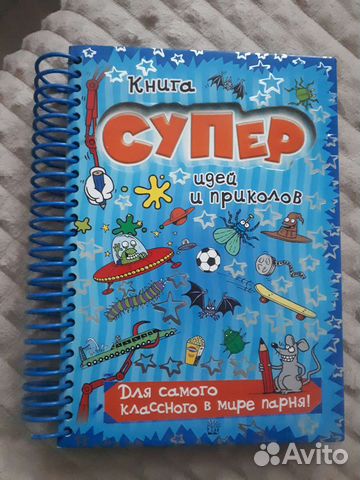 Книга
СУПЕР
идей
и приколов
Для самого
классного в мире парня!
Avito